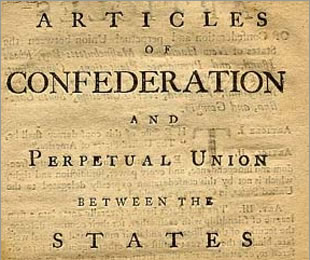 ARTICLES
OF
CONFEDERATION
AND
PERPETUAL UNION
BETWEEN THE
STATES